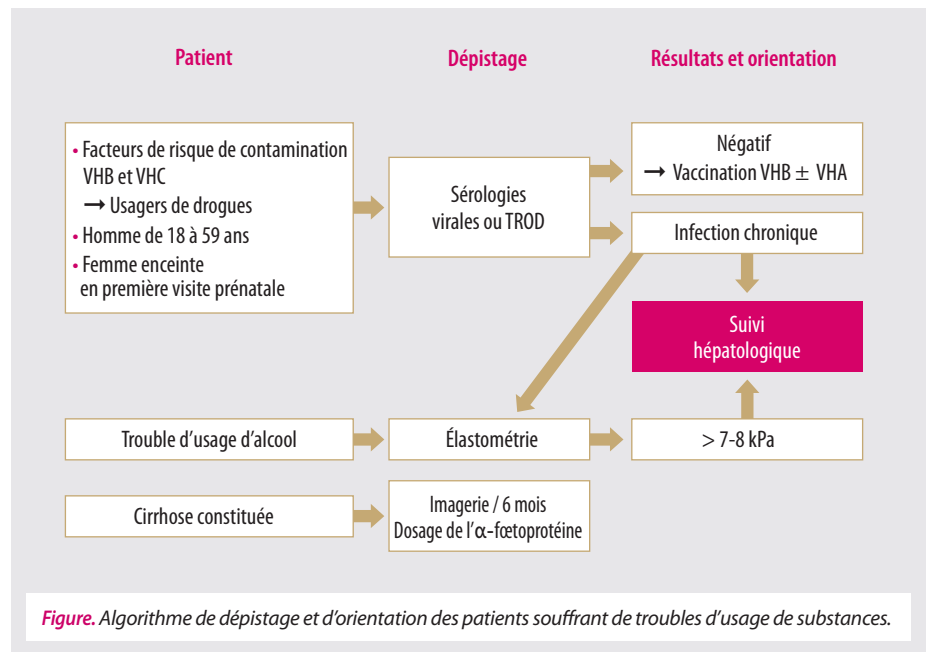 Patient
Dépistage
Résultats et orientation
• Facteurs de risque de contamination
VHB et VHC
→ Usagers de drogues
• Homme de 18 à 59 ans
• Femme enceinte
en première visite prénatale
Sérologies
virales ou TROD
Négatif
→ Vaccination VHB ± VHA
Infection chronique
Suivi
hépatologique
Trouble d'usage d'alcool
Élastométrie
> 7-8 kPa
Cirrhose constituée
Imagerie / 6 mois
Dosage de l'α-fœtoprotéine
Figure. Algorithme de dépistage et d'orientation des patients souffrant de troubles d'usage de substances.